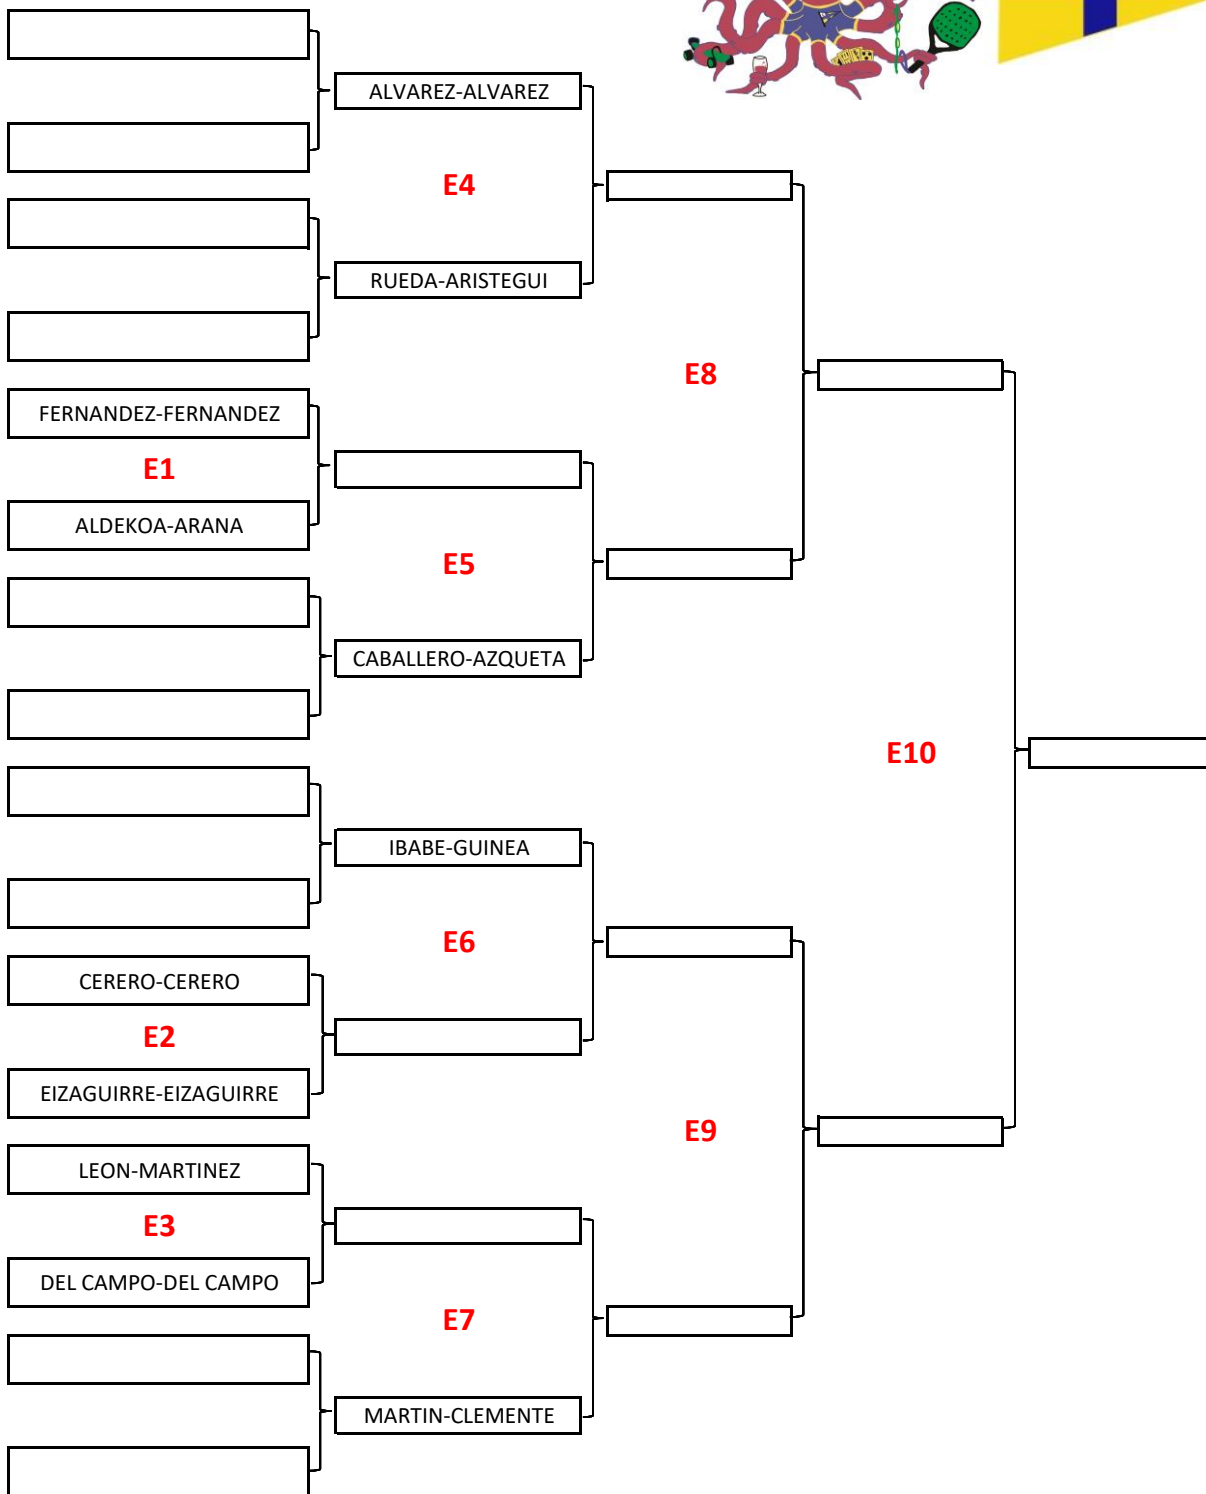 ALVAREZ-ALVAREZ
E4
RUEDA-ARISTEGUI
E8
FERNANDEZ-FERNANDEZ
E1
ALDEKOA-ARANA
E5
CABALLERO-AZQUETA
E10
IBABE-GUINEA
E6
CERERO-CERERO
E2
EIZAGUIRRE-EIZAGUIRRE
E9
LEON-MARTINEZ
E3
DEL CAMPO-DEL CAMPO
E7
MARTIN-CLEMENTE